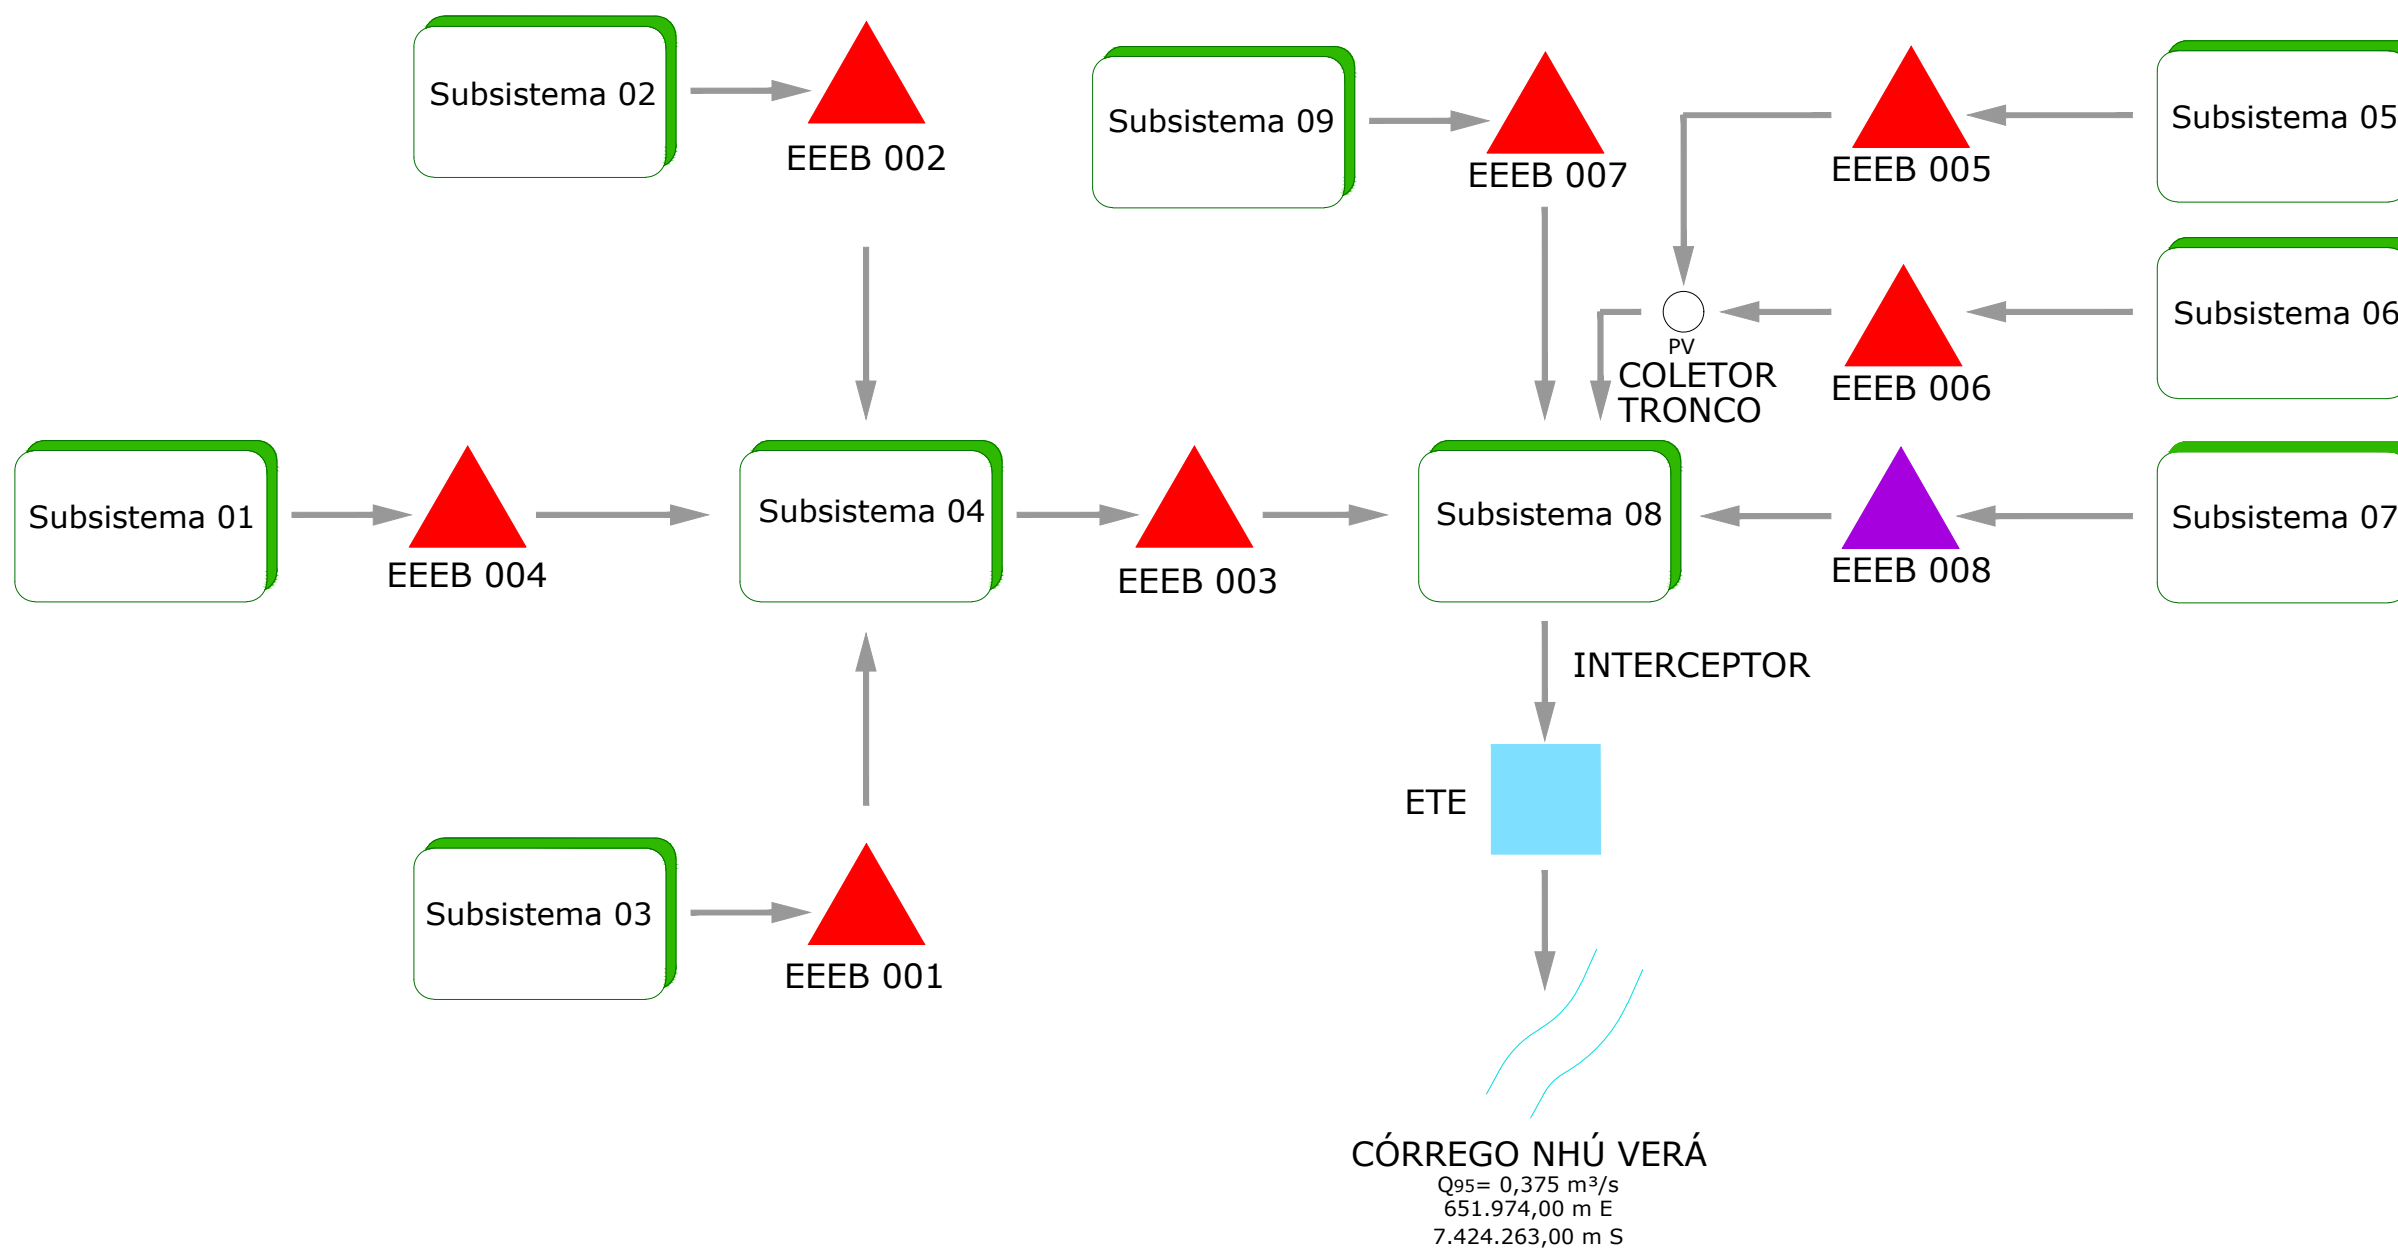 Subsistema 02
EEEB 002
Subsistema 09
EEEB 007
EEEB 005
Subsistema 05
PV
COLETOR
TRONCO
EEEB 006
Subsistema 06
Subsistema 01
EEEB 004
Subsistema 04
EEEB 003
Subsistema 08
EEEB 008
Subsistema 07
INTERCEPTOR
ETE
Subsistema 03
EEEB 001
CÓRREGO NHÚ VERÁ
Q95= 0,375 m³/s
651.974,00 m E
7.424.263,00 m S